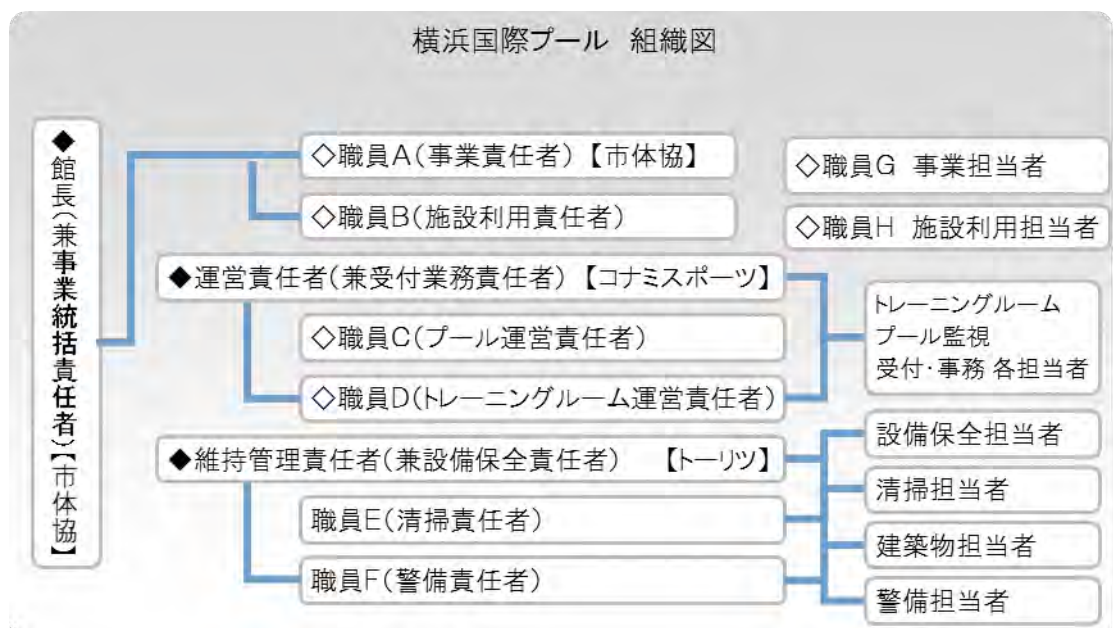 横浜国際プール 組織図
◆館長(兼事業統括責任者)【市体協】
◇職員A(事業責任者)【市体協】
◇職員B(施設利用責任者)
◇職員G 事業担当者
◇職員H 施設利用担当者
◆運営責任者(兼受付業務責任者)【コナミスポーツ】
◇職員C(プール運営責任者)
◇職員D(トレーニングルーム運営責任者)
トレーニングルーム
プール監視
受付・事務 各担当者
◆維持管理責任者(兼設備保全責任者) 【トーリツ】
職員E(清掃責任者)
職員F(警備責任者)
設備保全担当者
清掃担当者
建築物担当者
警備担当者